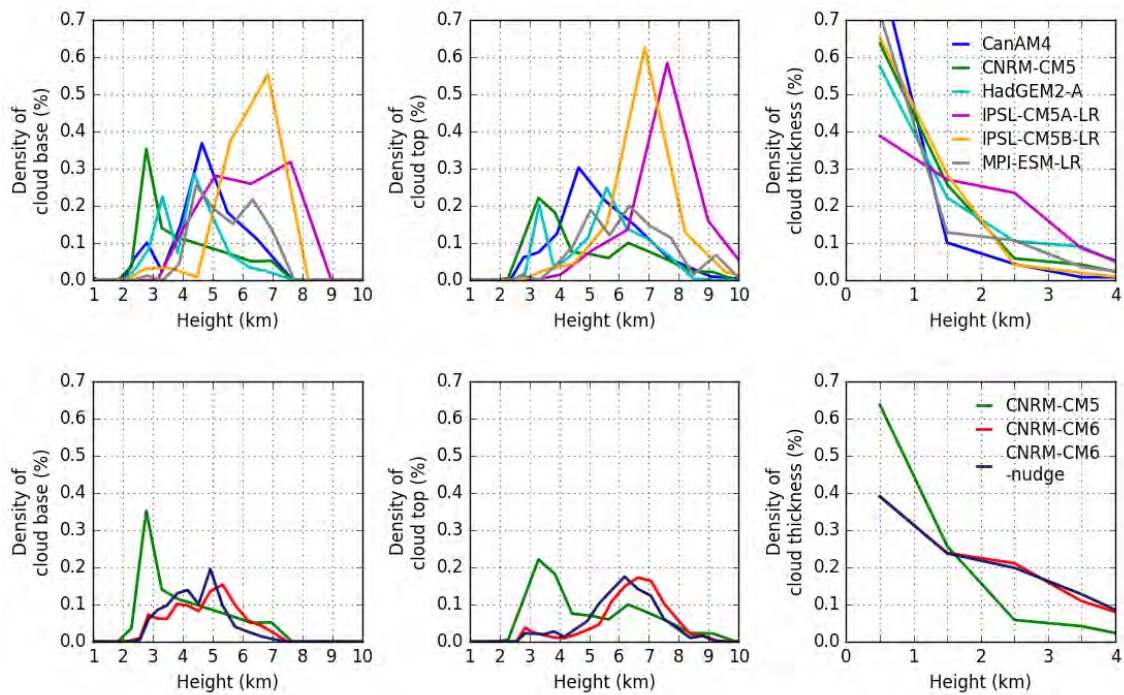 0.7
0.6
0.5
0.4
0.3
0.2
0.1
0.0
Density of
cloud base (%)
1 2 3 4 5 6 7 8 9 10
Height (km)
0.7
0.6
0.5
0.4
0.3
0.2
0.1
0.0
Density of
cloud top (%)
1 2 3 4 5 6 7 8 9 10
Height (km)
0.7
0.6
0.5
0.4
0.3
0.2
0.1
0.0
Density of
cloud thickness (%)
CanAM4
CNRM-CM5
HadGEM2-A
IPSL-CM5A-LR
IPSL-CM5B-LR
MPI-ESM-LR
0 1 2 3 4
Height (km)
0.7
0.6
0.5
0.4
0.3
0.2
0.1
0.0
Density of
cloud base (%)
1 2 3 4 5 6 7 8 9 10
Height (km)
0.7
0.6
0.5
0.4
0.3
0.2
0.1
0.0
Density of
cloud top (%)
1 2 3 4 5 6 7 8 9 10
Height (km)
0.7
0.6
0.5
0.4
0.3
0.2
0.1
0.0
Density of
cloud thickness (%)
CNRM-CM5
CNRM-CM6
CNRM-CM6
-nudge
0 1 2 3 4
Height (km)